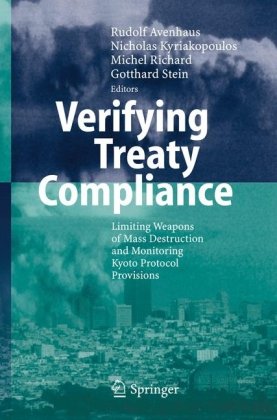 Rudolf Avenhaus
Nicholas Kyriakopoulos
Michel Richard
Gotthard Stein
Editors
Verifying
Treaty
Compliance
Limiting Weapons
of Mass Destruction
and Monitoring
Kyoto Protocol
Provisions
Springer